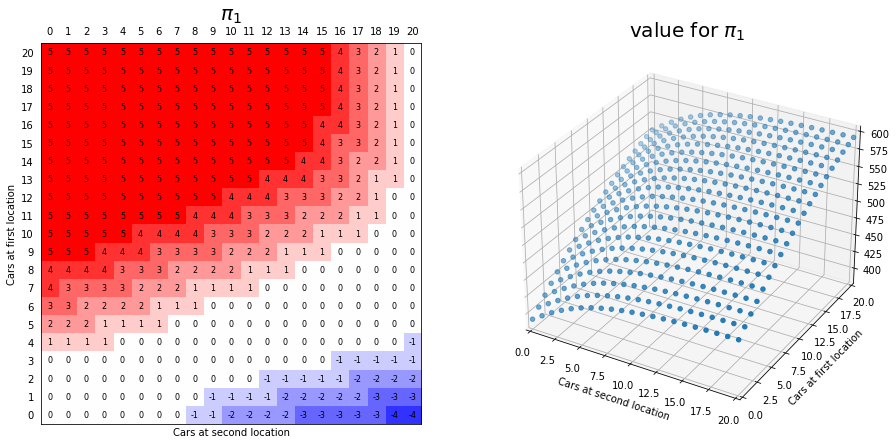 π₁
0 1 2 3 4 5 6 7 8 9 10 11 12 13 14 15 16 17 18 19 20
20 5 5 5 5 5 5 5 5 5 5 5 5 5 5 5 5 4 3 2 1 0
19 5 5 5 5 5 5 5 5 5 5 5 5 5 5 5 5 4 3 2 1 0
18 5 5 5 5 5 5 5 5 5 5 5 5 5 5 5 5 4 3 2 1 0
17 5 5 5 5 5 5 5 5 5 5 5 5 5 5 5 5 4 3 2 1 0
16 5 5 5 5 5 5 5 5 5 5 5 5 5 5 5 4 4 3 2 1 0
15 5 5 5 5 5 5 5 5 5 5 5 5 5 5 5 4 3 3 2 1 0
14 5 5 5 5 5 5 5 5 5 5 5 5 5 5 4 4 3 2 2 1 0
13 5 5 5 5 5 5 5 5 5 5 5 5 4 4 4 3 3 2 1 1 0
12 5 5 5 5 5 5 5 5 5 5 4 4 4 3 3 3 2 2 1 0 0
11 5 5 5 5 5 5 5 5 4 4 4 3 3 3 2 2 2 1 1 0 0
10 5 5 5 5 5 4 4 4 4 3 3 3 2 2 2 1 1 1 0 0 0
9 5 5 5 4 4 4 3 3 3 3 2 2 2 1 1 1 0 0 0 0 0
8 4 4 4 4 3 3 3 2 2 2 2 1 1 1 0 0 0 0 0 0 0
7 4 3 3 3 2 2 2 2 1 1 1 1 0 0 0 0 0 0 0 0 0
6 3 3 2 2 2 2 1 1 1 0 0 0 0 0 0 0 0 0 0 0 0
5 2 2 2 1 1 1 1 0 0 0 0 0 0 0 0 0 0 0 0 0 0
4 1 1 1 1 0 0 0 0 0 0 0 0 0 0 0 0 0 0 0 0 -1
3 0 0 0 0 0 0 0 0 0 0 0 0 0 0 0 0 -1 -1 -1 -1 -1
2 0 0 0 0 0 0 0 0 0 0 0 0 -1 -1 -1 -1 -1 -2 -2 -2 -2
1 0 0 0 0 0 0 0 0 0 -1 -1 -1 -1 -2 -2 -2 -2 -2 -3 -3 -3
0 0 0 0 0 0 0 0 0 -1 -1 -2 -2 -2 -2 -3 -3 -3 -3 -3 -4 -4
Cars at first location
Cars at second location
value for π₁
600
575
550
525
500
475
450
425
400
0.0 2.5 5.0 7.5 10.0 12.5 15.0 17.5 20.0
Cars at second location
0.0 2.5 5.0 7.5 10.0 12.5 15.0 17.5 20.0
Cars at first location